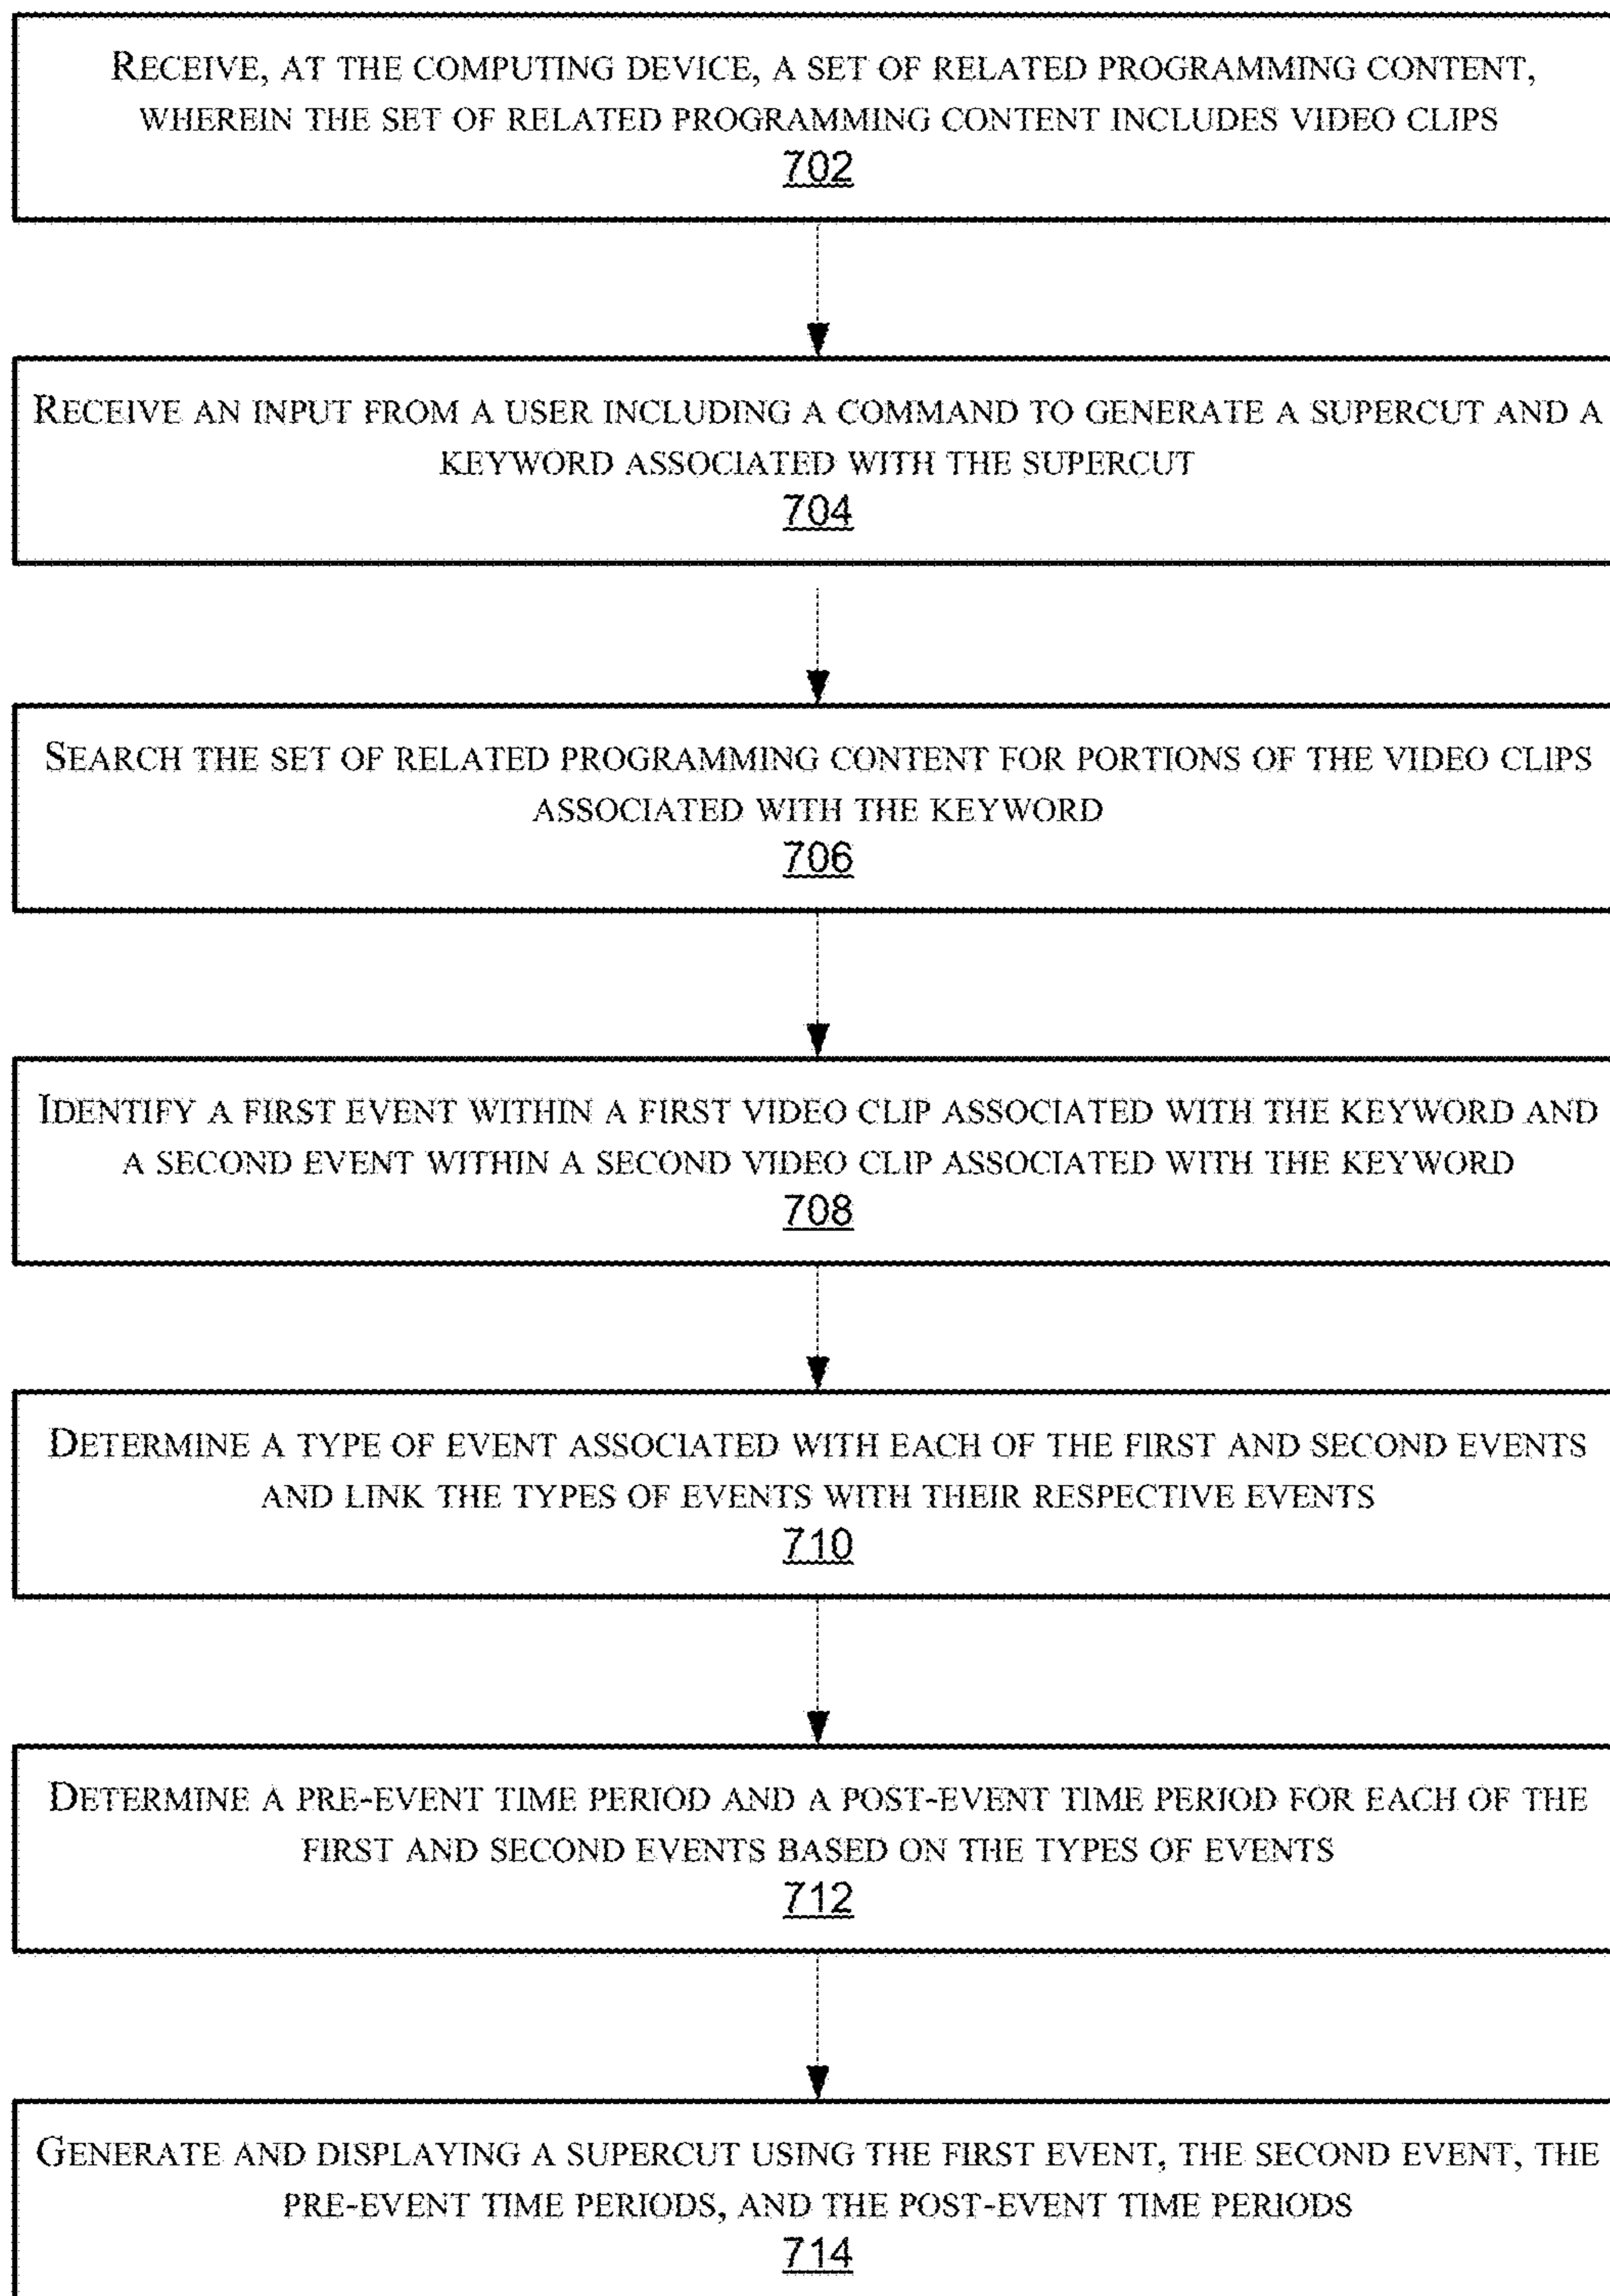 RECEIVE, AT THE COMPUTING DEVICE, A SET OF RELATED PROGRAMMING CONTENT,
WHEREIN THE SET OF RELATED PROGRAMMING CONTENT INCLUDES VIDEO CLIPS
702
RECEIVE AN INPUT FROM A USER INCLUDING A COMMAND TO GENERATE A SUPERCUT AND A
KEYWORD ASSOCIATED WITH THE SUPERCUT
704
SEARCH THE SET OF RELATED PROGRAMMING CONTENT FOR PORTIONS OF THE VIDEO CLIPS
ASSOCIATED WITH THE KEYWORD
706
IDENTIFY A FIRST EVENT WITHIN A FIRST VIDEO CLIP ASSOCIATED WITH THE KEYWORD AND
A SECOND EVENT WITHIN A SECOND VIDEO CLIP ASSOCIATED WITH THE KEYWORD
708
DETERMINE A TYPE OF EVENT ASSOCIATED WITH EACH OF THE FIRST AND SECOND EVENTS
AND LINK THE TYPES OF EVENTS WITH THEIR RESPECTIVE EVENTS
710
DETERMINE A PRE-EVENT TIME PERIOD AND A POST-EVENT TIME PERIOD FOR EACH OF THE
FIRST AND SECOND EVENTS BASED ON THE TYPES OF EVENTS
712
GENERATE AND DISPLAYING A SUPERCUT USING THE FIRST EVENT, THE SECOND EVENT, THE
PRE-EVENT TIME PERIODS, AND THE POST-EVENT TIME PERIODS
714